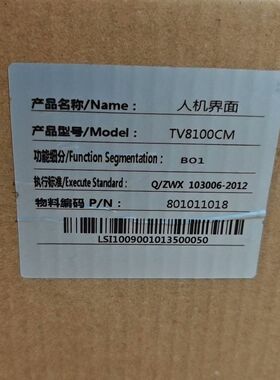 产品名称/Name： 人机界面
产品型号/Model： TV8100CM
功能细分/Function Segmentation： B01
执行标准/Execute Standard： Q/ZWX 103006-2012
物料编码 P/N： 801011018
LSI1009001013500050